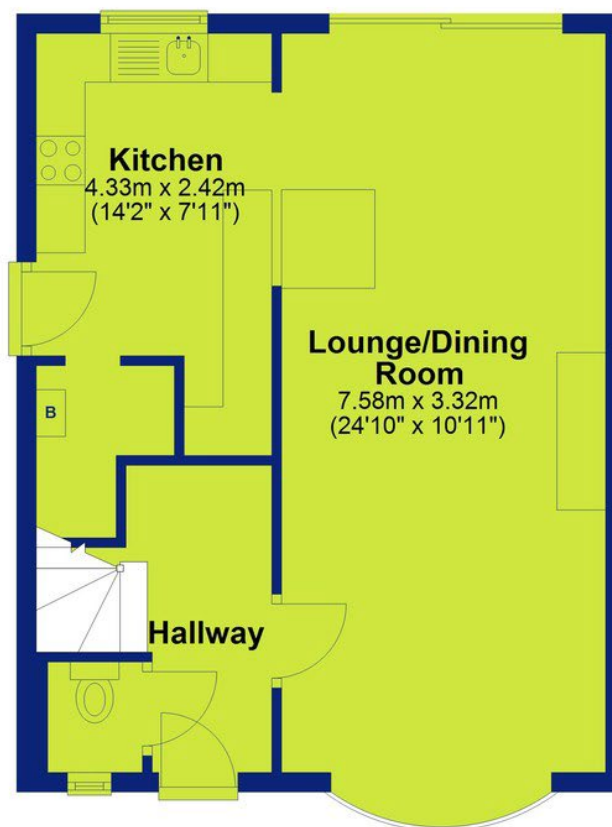 Kitchen
4.33m x 2.42m
(14'2" x 7'11")
Lounge/Dining
Room
7.58m x 3.32m
(24'10" x 10'11")
B
Hallway